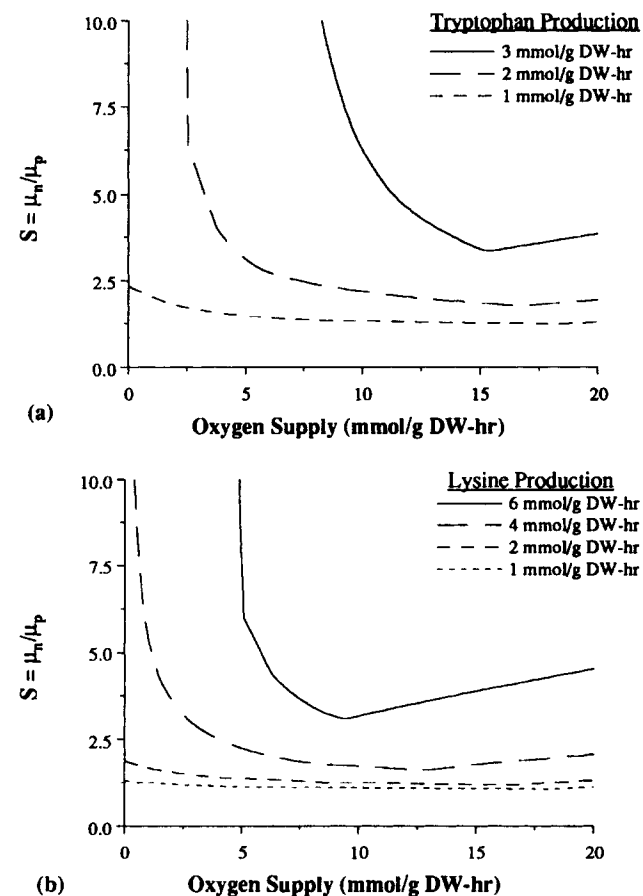 Tryptophan Production
3 mmol/g DW-hr
2 mmol/g DW-hr
1 mmol/g DW-hr
10.0
7.5
5.0
2.5
0.0
S = μn/μp
0 5 10 15 20
(a)
Oxygen Supply (mmol/g DW-hr)
Lysine Production
6 mmol/g DW-hr
4 mmol/g DW-hr
2 mmol/g DW-hr
1 mmol/g DW-hr
10.0
7.5
5.0
2.5
0.0
S = μn/μp
0 5 10 15 20
(b)
Oxygen Supply (mmol/g DW-hr)